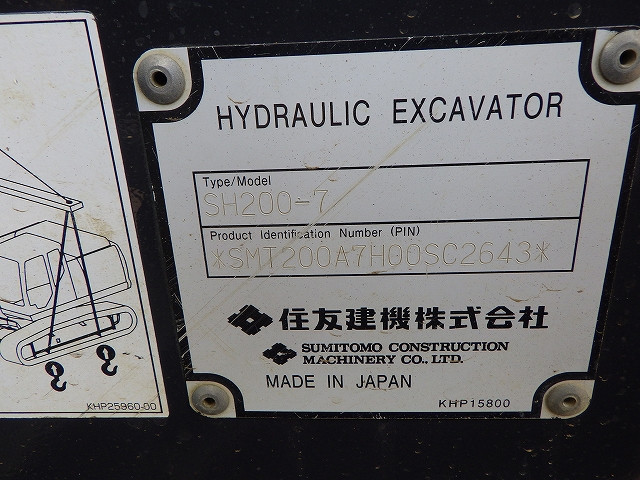 HYDRAULIC EXCAVATOR
Type/Model
SH200-7
Product Identification Number (PIN)
*SMT200A7H00SC2643*
住友建機株式会社
SUMITOMO CONSTRUCTION
MACHINERY CO., LTD.
MADE IN JAPAN
KHP15800
KHP25960-00